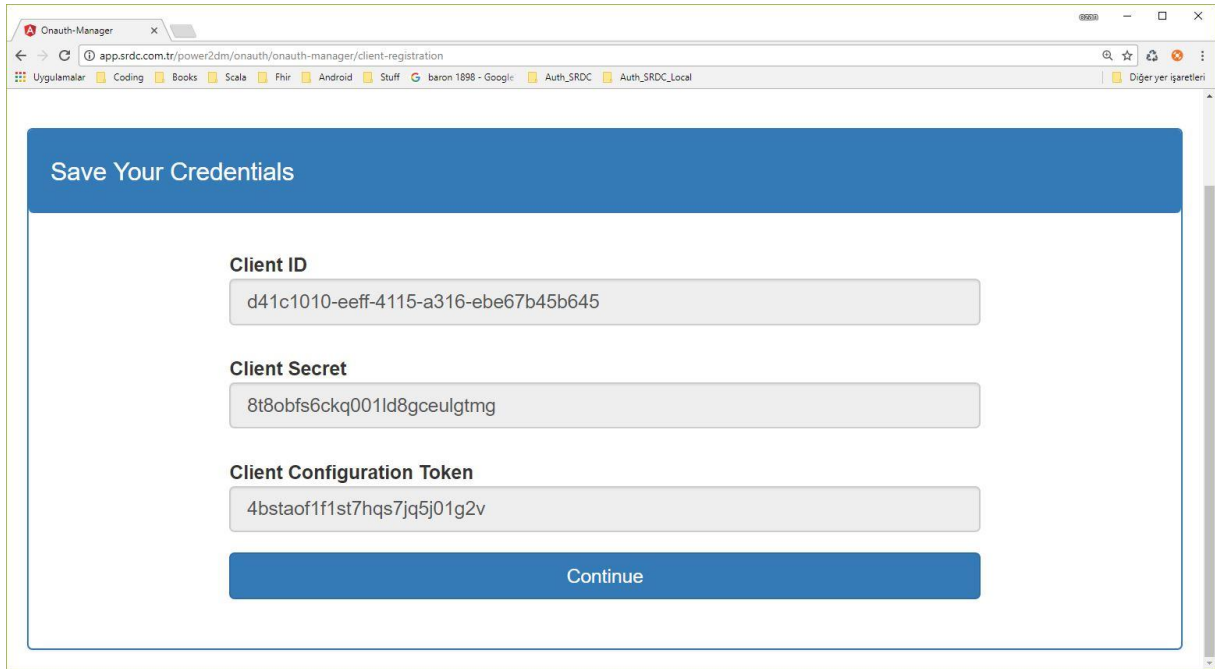 Onauth-Manager
ozan
app.srdc.com.tr/power2dm/onauth/onauth-manager/client-registration
Uygulamalar Coding Books Scala Fhir Android Stuff baron 1898 - Google Auth_SRDC Auth_SRDC_Local Diğer yer işaretleri
Save Your Credentials
Client ID
d41c1010-eeff-4115-a316-ebe67b45b645
Client Secret
8t8obfs6ckq001ld8gceulgtmg
Client Configuration Token
4bstaof1f1st7hqs7jq5j01g2v
Continue